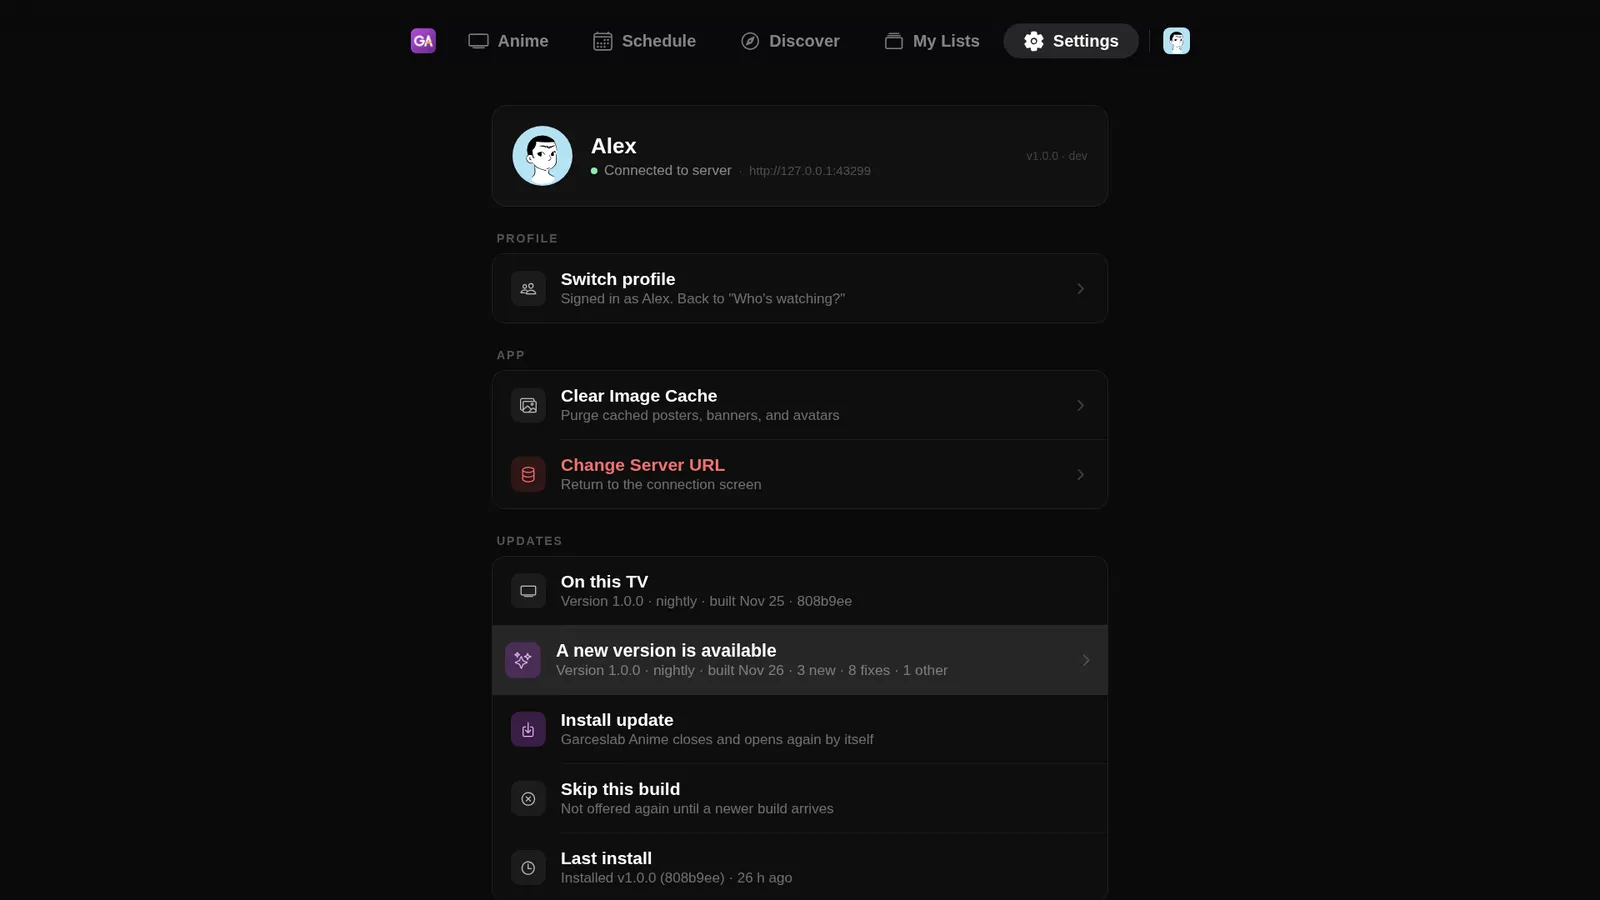 GA
Anime
Schedule
Discover
My Lists
Settings
Alex
Connected to server · http://127.0.0.1:43299
v1.0.0 · dev
PROFILE
Switch profile
Signed in as Alex. Back to "Who's watching?"
APP
Clear Image Cache
Purge cached posters, banners, and avatars
Change Server URL
Return to the connection screen
UPDATES
On this TV
Version 1.0.0 · nightly · built Nov 25 · 808b9ee
A new version is available
Version 1.0.0 · nightly · built Nov 26 · 3 new · 8 fixes · 1 other
Install update
Garceslab Anime closes and opens again by itself
Skip this build
Not offered again until a newer build arrives
Last install
Installed v1.0.0 (808b9ee) · 26 h ago